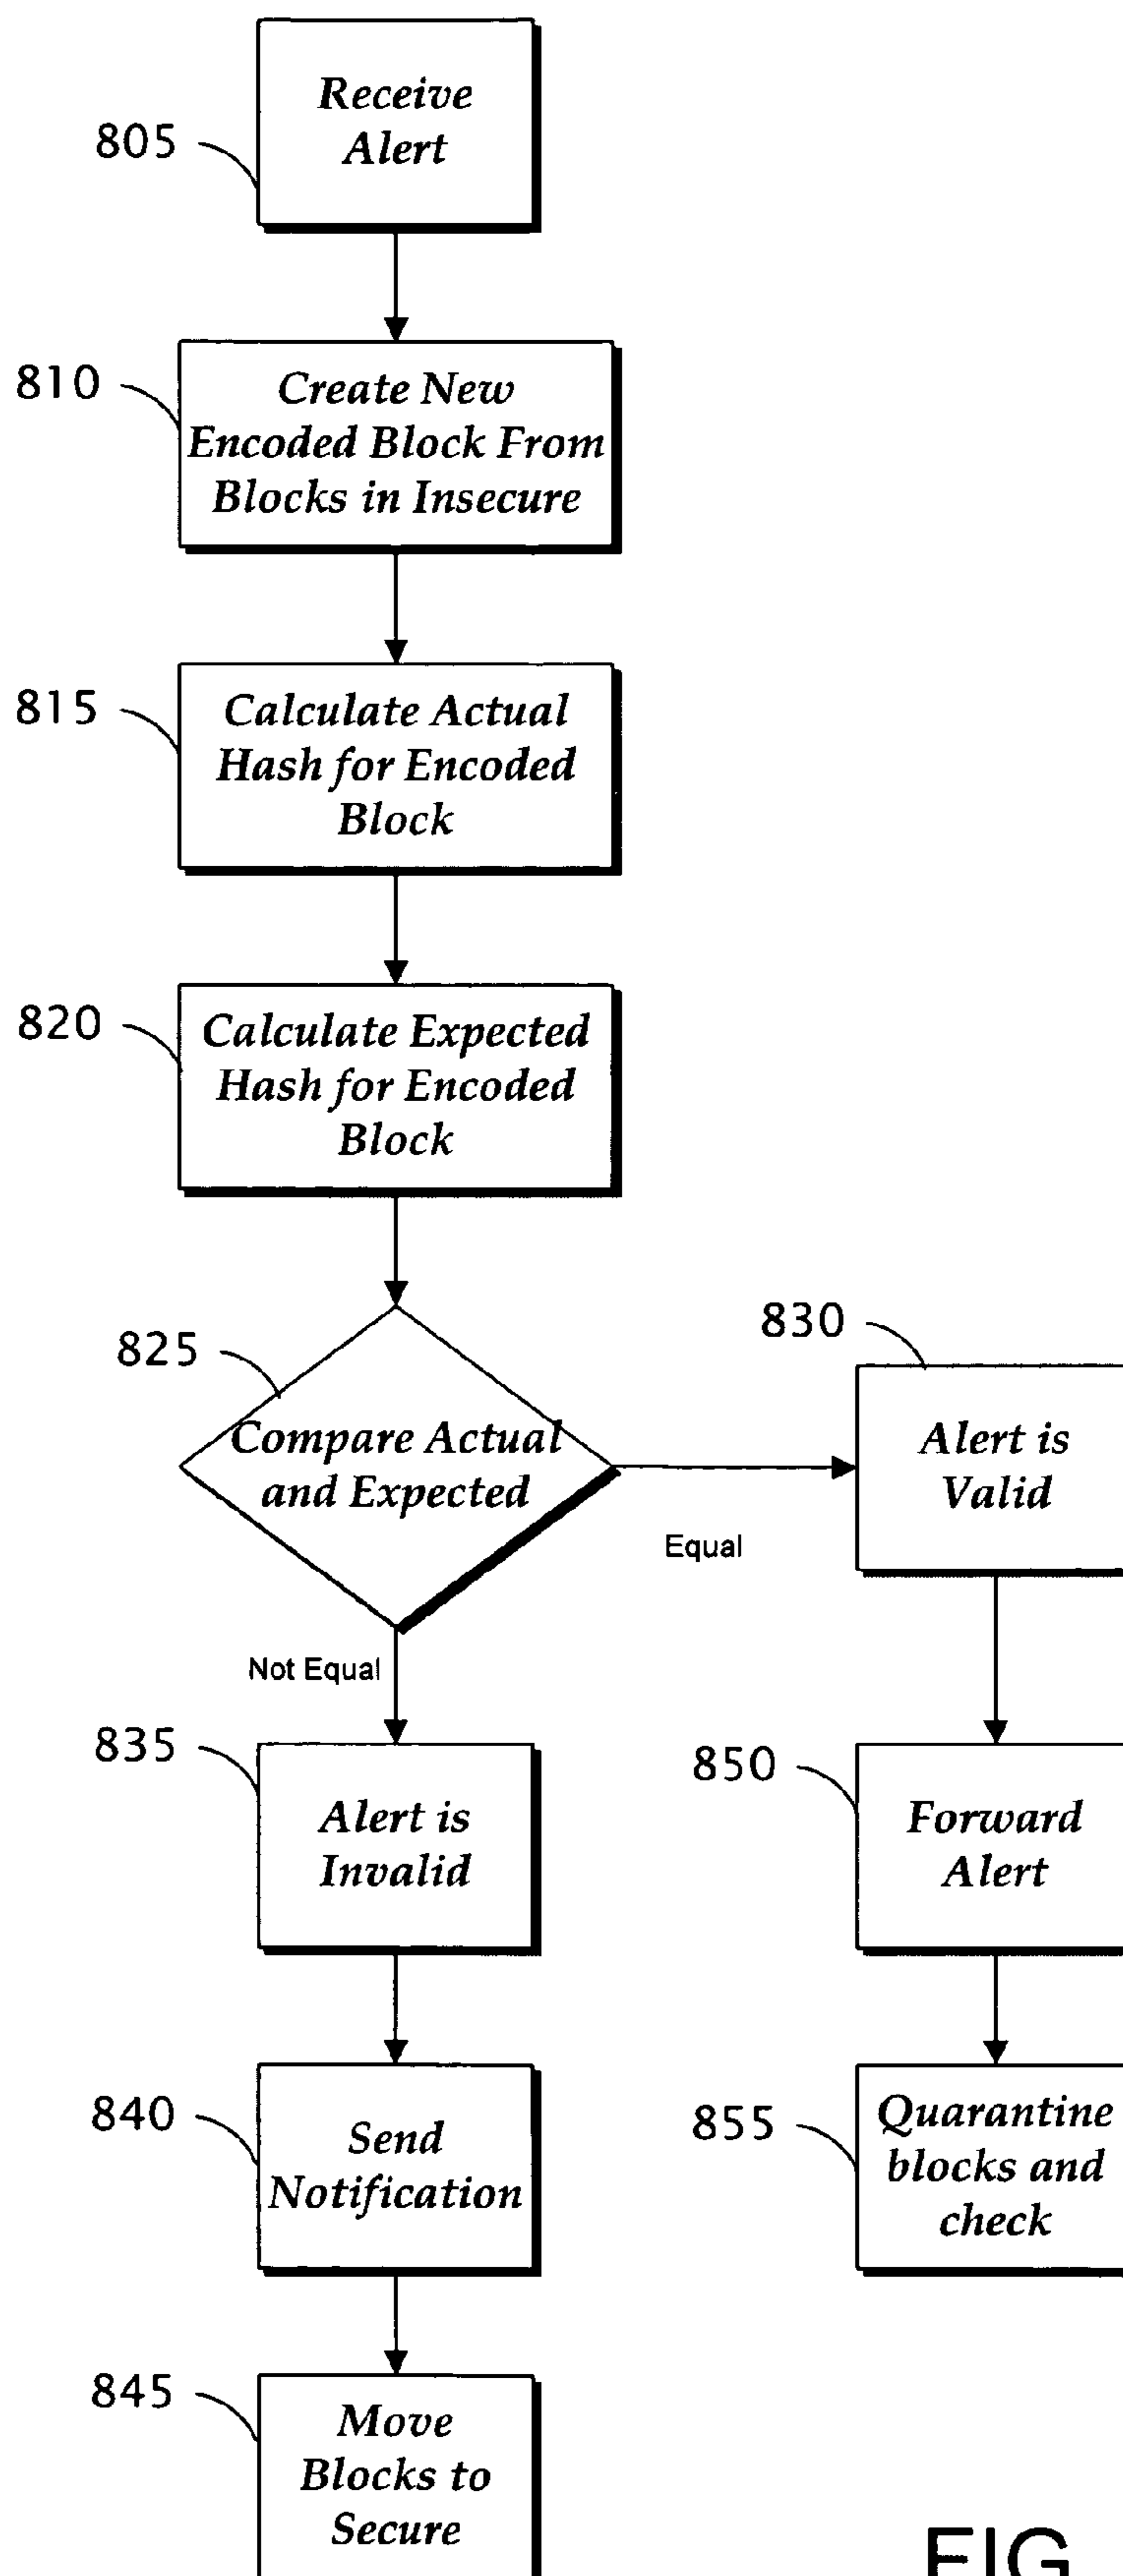 Receive
Alert
805
810
Create New
Encoded Block From
Blocks in Insecure
815
Calculate Actual
Hash for Encoded
Block
820
Calculate Expected
Hash for Encoded
Block
825
Compare Actual
and Expected
830
Alert is
Valid
Equal
Not Equal
835
Alert is
Invalid
850
Forward
Alert
840
Send
Notification
855
Quarantine
blocks and
check
845
Move
Blocks to
Secure
FIG